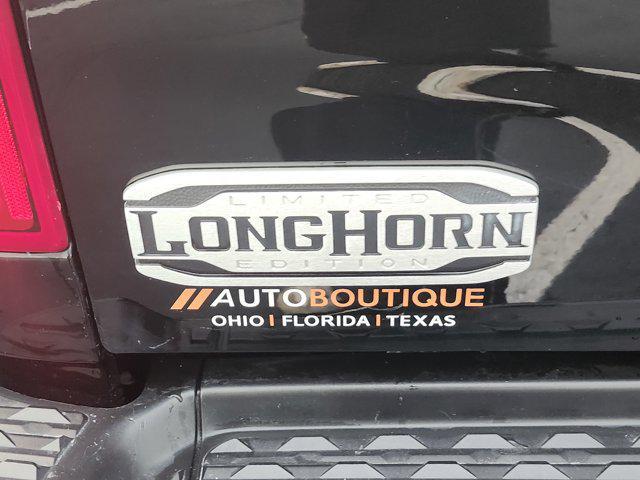 LIMITED
LONGHORN
EDITION
//AUTOBOUTIQUE
OHIO | FLORIDA | TEXAS